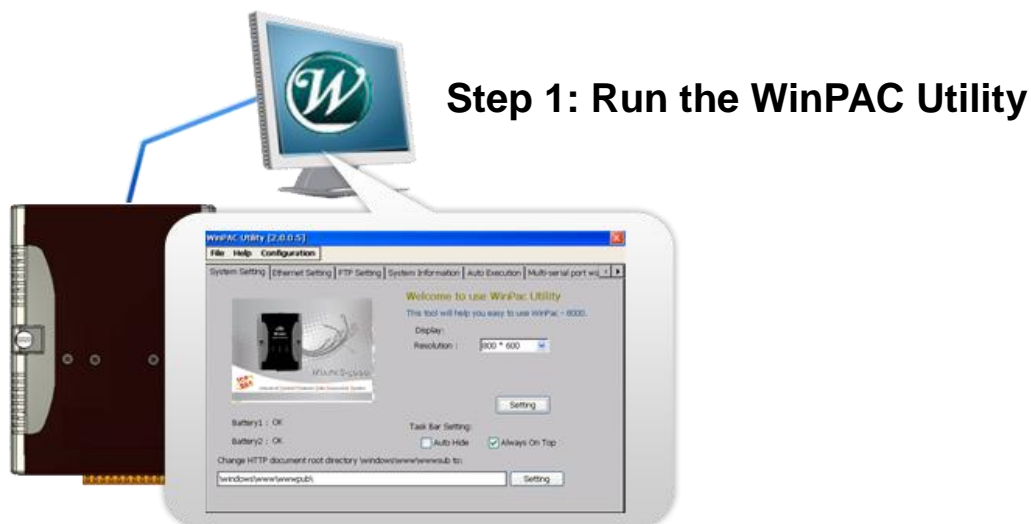 Step 1: Run the WinPAC Utility
WinPAC Utility [2.0.0.5]
File Help Configuration
System Setting Ethernet Setting FTP Setting System Information Auto Execution Multi-serial port
Welcome to use WinPac Utility
This tool will help you easy to use WinPac - 8000.
Display:
Resolution : 800 * 600
Setting
Battery1 : OK
Task Bar Setting:
Battery2 : OK
Auto Hide Always On Top
Change HTTP document root directory \windows\www\wwwsub to:
\windows\www\wwwpub\ Setting